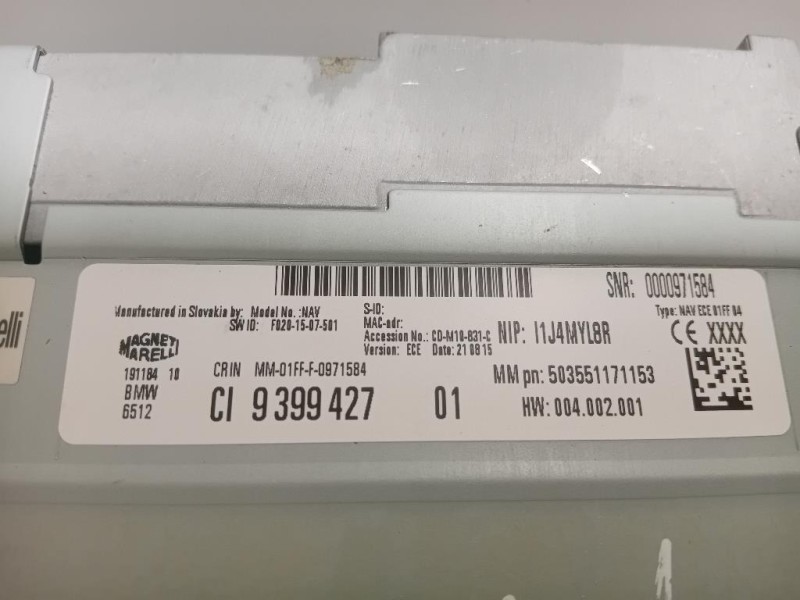 SNR: 0000971584
Manufactured in Slovakia by: Model No.:NAV
SW ID: F020-15-07-501
S-ID:
MAC-adr:
Accession No.: CD-M10-831-C
Version: ECE Date: 21 08 15
NIP: I1J4MYL8R
Type: NAV ECE 01FF 04
CE XXXX
MAGNETI MARELLI
191184 10
BMW
6512
CRIN MM-01FF-F-0971584
CI 9 399 427 01
MM pn: 503551171153
HW: 004.002.001
elli